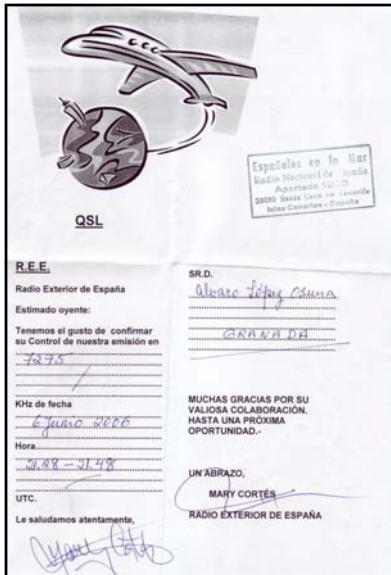 QSL
Españoles en la Mar
Radio Nacional de España
Apartado
Santa Cruz de Tenerife
Islas Canarias - España
R.E.E.
Radio Exterior de España
Estimado oyente:
Tenemos el gusto de confirmar
su Control de nuestra emisión en
7275
KHz de fecha
6 Junio 2006
Hora
21.28 - 21.48
UTC.
Le saludamos atentamente,
SR.D.
Alvaro López Osuna
GRANADA
MUCHAS GRACIAS POR SU
VALIOSA COLABORACIÓN.
HASTA UNA PRÓXIMA
OPORTUNIDAD.-
UN ABRAZO,
MARY CORTÉS
RADIO EXTERIOR DE ESPAÑA